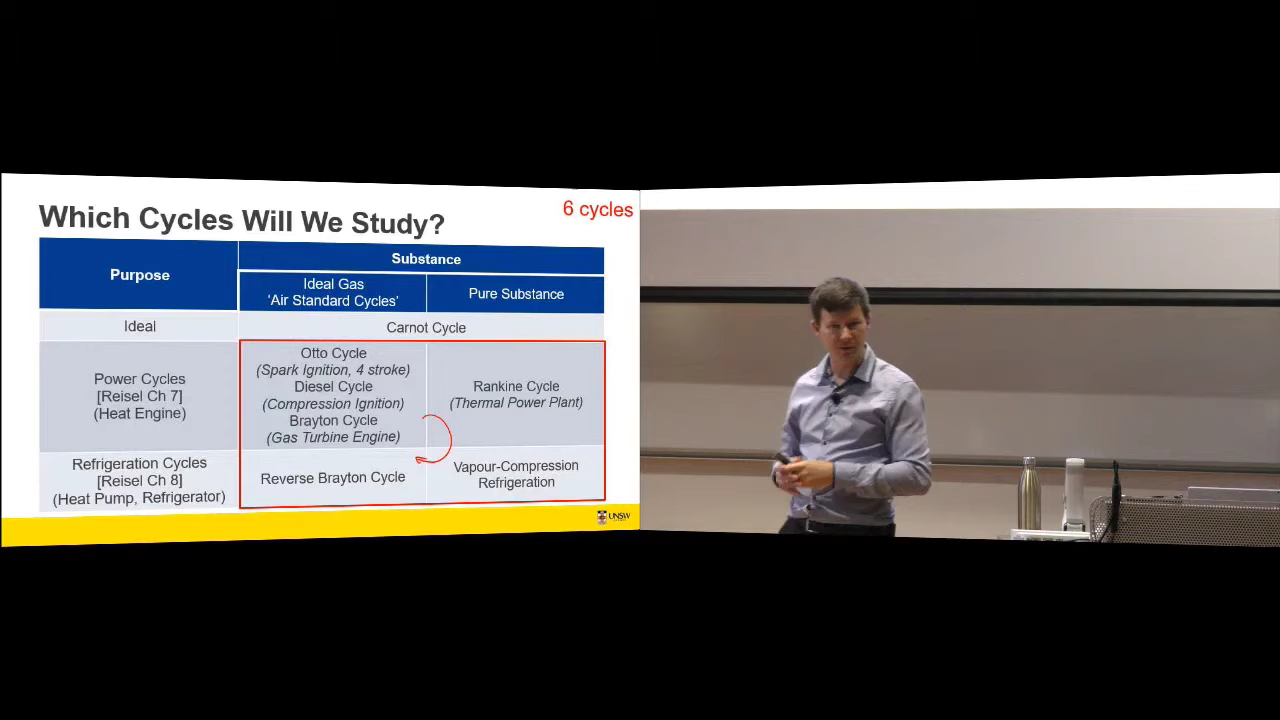 Which Cycles Will We Study?
6 cycles
Purpose
Substance
Ideal Gas
'Air Standard Cycles'
Pure Substance
Ideal
Carnot Cycle
Power Cycles
[Reisel Ch 7]
(Heat Engine)
Otto Cycle
(Spark Ignition, 4 stroke)
Diesel Cycle
(Compression Ignition)
Brayton Cycle
(Gas Turbine Engine)
Rankine Cycle
(Thermal Power Plant)
Refrigeration Cycles
[Reisel Ch 8]
(Heat Pump, Refrigerator)
Reverse Brayton Cycle
Vapour-Compression
Refrigeration
UNSW